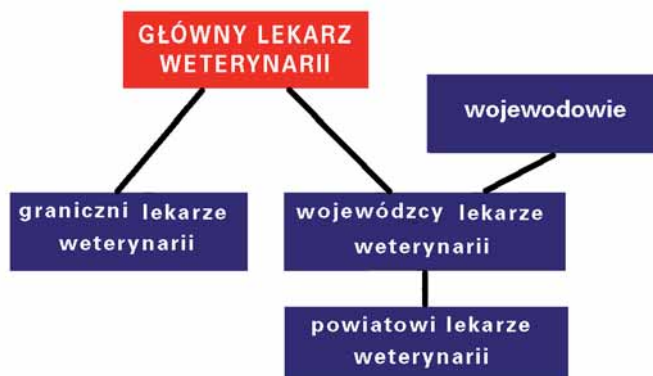 GŁÓWNY LEKARZ
WETERYNARII
wojewodowie
graniczni lekarze
weterynarii
wojewódzcy lekarze
weterynarii
powiatowi lekarze
weterynarii